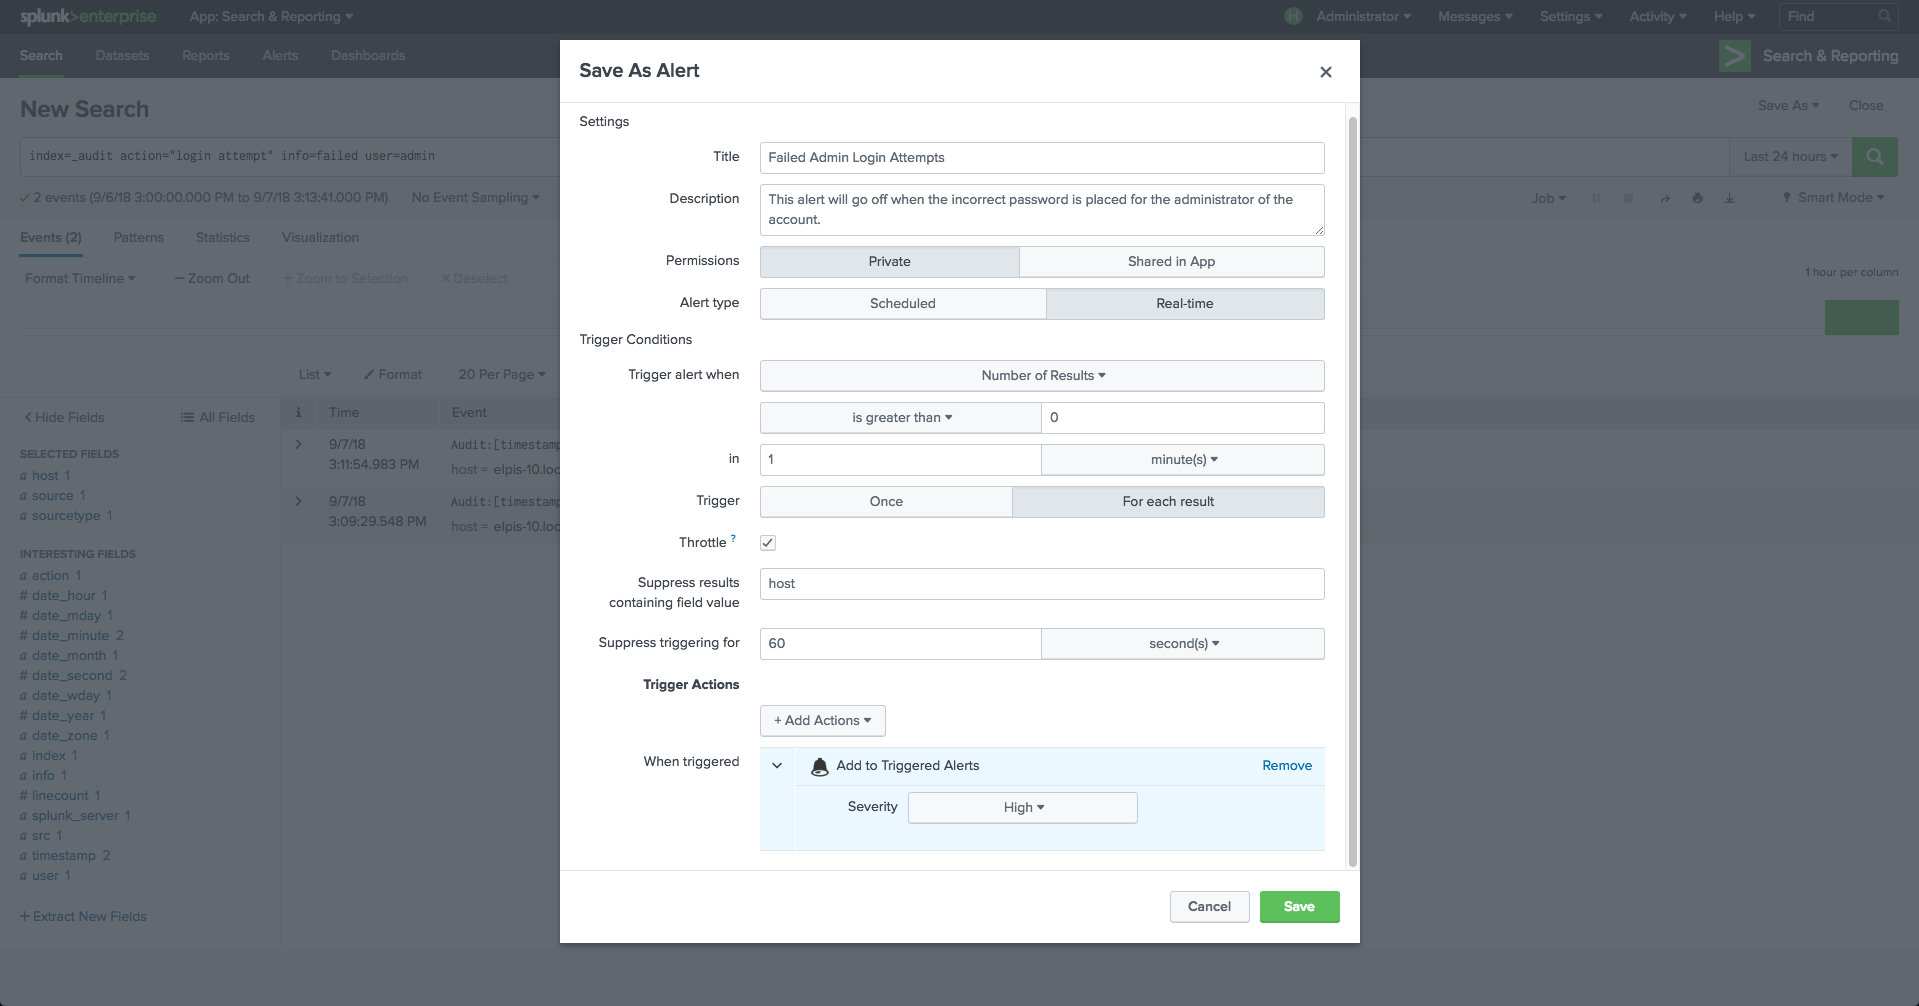 splunk>enterprise App: Search & Reporting
H Administrator Messages Settings Activity Help Find
Search Datasets Reports Alerts Dashboards
Search & Reporting
New Search
Save As Close
index=_audit action="login attempt" info=failed user=admin
Last 24 hours
2 events (9/6/18 3:00:00.000 PM to 9/7/18 3:13:41.000 PM) No Event Sampling
Job Smart Mode
Events (2) Patterns Statistics Visualization
Format Timeline — Zoom Out + Zoom to Selection × Deselect
1 hour per column
List Format 20 Per Page
Hide Fields All Fields
i Time Event
SELECTED FIELDS
a host 1
a source 1
a sourcetype 1
INTERESTING FIELDS
a action 1
# date_hour 1
# date_mday 1
# date_minute 2
a date_month 1
# date_second 2
a date_wday 1
# date_year 1
a date_zone 1
a index 1
a info 1
# linecount 1
a splunk_server 1
a src 1
a timestamp 2
a user 1
+ Extract New Fields
9/7/18
3:11:54.983 PM
Audit:[timestamp
host = elpis-10.loc
9/7/18
3:09:29.548 PM
Audit:[timestamp
host = elpis-10.loc
Save As Alert
×
Settings
Title Failed Admin Login Attempts
Description This alert will go off when the incorrect password is placed for the administrator of the
account.
Permissions Private Shared in App
Alert type Scheduled Real-time
Trigger Conditions
Trigger alert when Number of Results
is greater than 0
in 1 minute(s)
Trigger Once For each result
Throttle ?
Suppress results
containing field value
host
Suppress triggering for 60 second(s)
Trigger Actions
+ Add Actions
When triggered Add to Triggered Alerts Remove
Severity High
Cancel Save